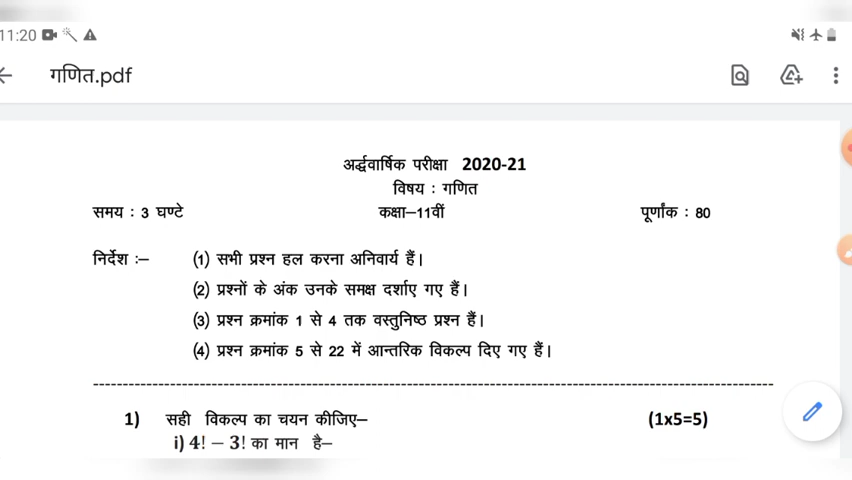 11:20
गणित.pdf
अर्द्धवार्षिक परीक्षा 2020-21
विषय : गणित
समय : 3 घण्टे कक्षा–11वीं पूर्णांक : 80
निर्देश :– (1) सभी प्रश्न हल करना अनिवार्य हैं।
(2) प्रश्नों के अंक उनके समक्ष दर्शाए गए हैं।
(3) प्रश्न क्रमांक 1 से 4 तक वस्तुनिष्ठ प्रश्न हैं।
(4) प्रश्न क्रमांक 5 से 22 में आन्तरिक विकल्प दिए गए हैं।
1) सही विकल्प का चयन कीजिए– (1x5=5)
i) 4! − 3! का मान है–